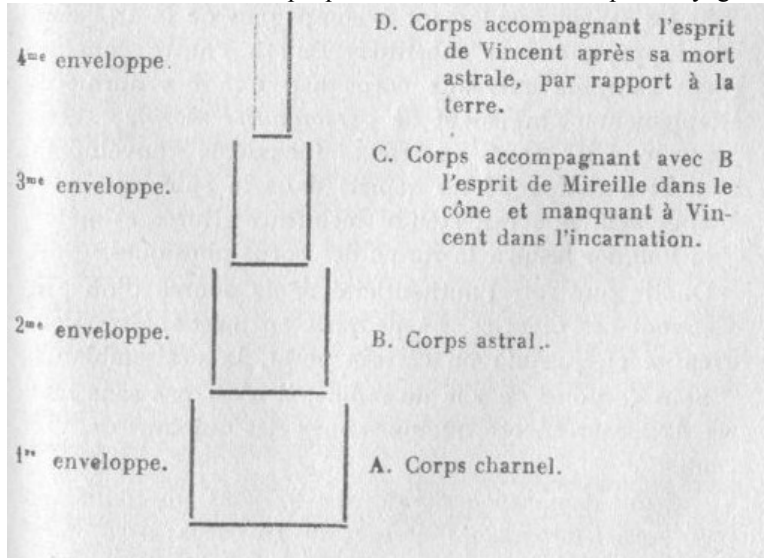 4me enveloppe.
D. Corps accompagnant l'esprit
de Vincent après sa mort
astrale, par rapport à la
terre.
3me enveloppe.
C. Corps accompagnant avec B
l'esprit de Mireille dans le
cône et manquant à Vin-
cent dans l'incarnation.
2me enveloppe.
B. Corps astral..
1re enveloppe.
A. Corps charnel.